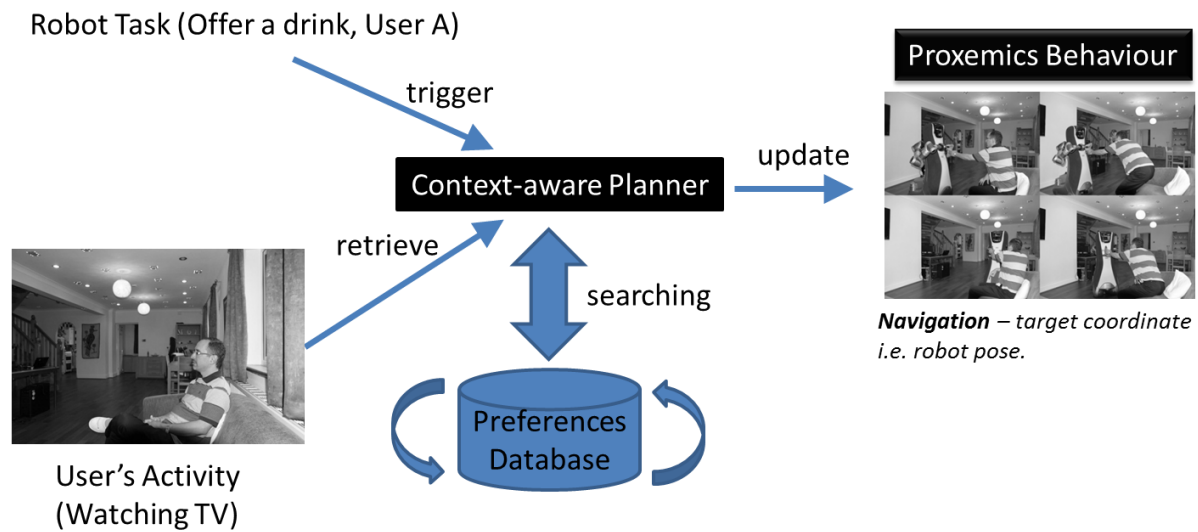 Robot Task (Offer a drink, User A)
trigger
Context-aware Planner
update
Proxemics Behaviour
retrieve
searching
Navigation – target coordinate
i.e. robot pose.
Preferences
Database
User's Activity
(Watching TV)